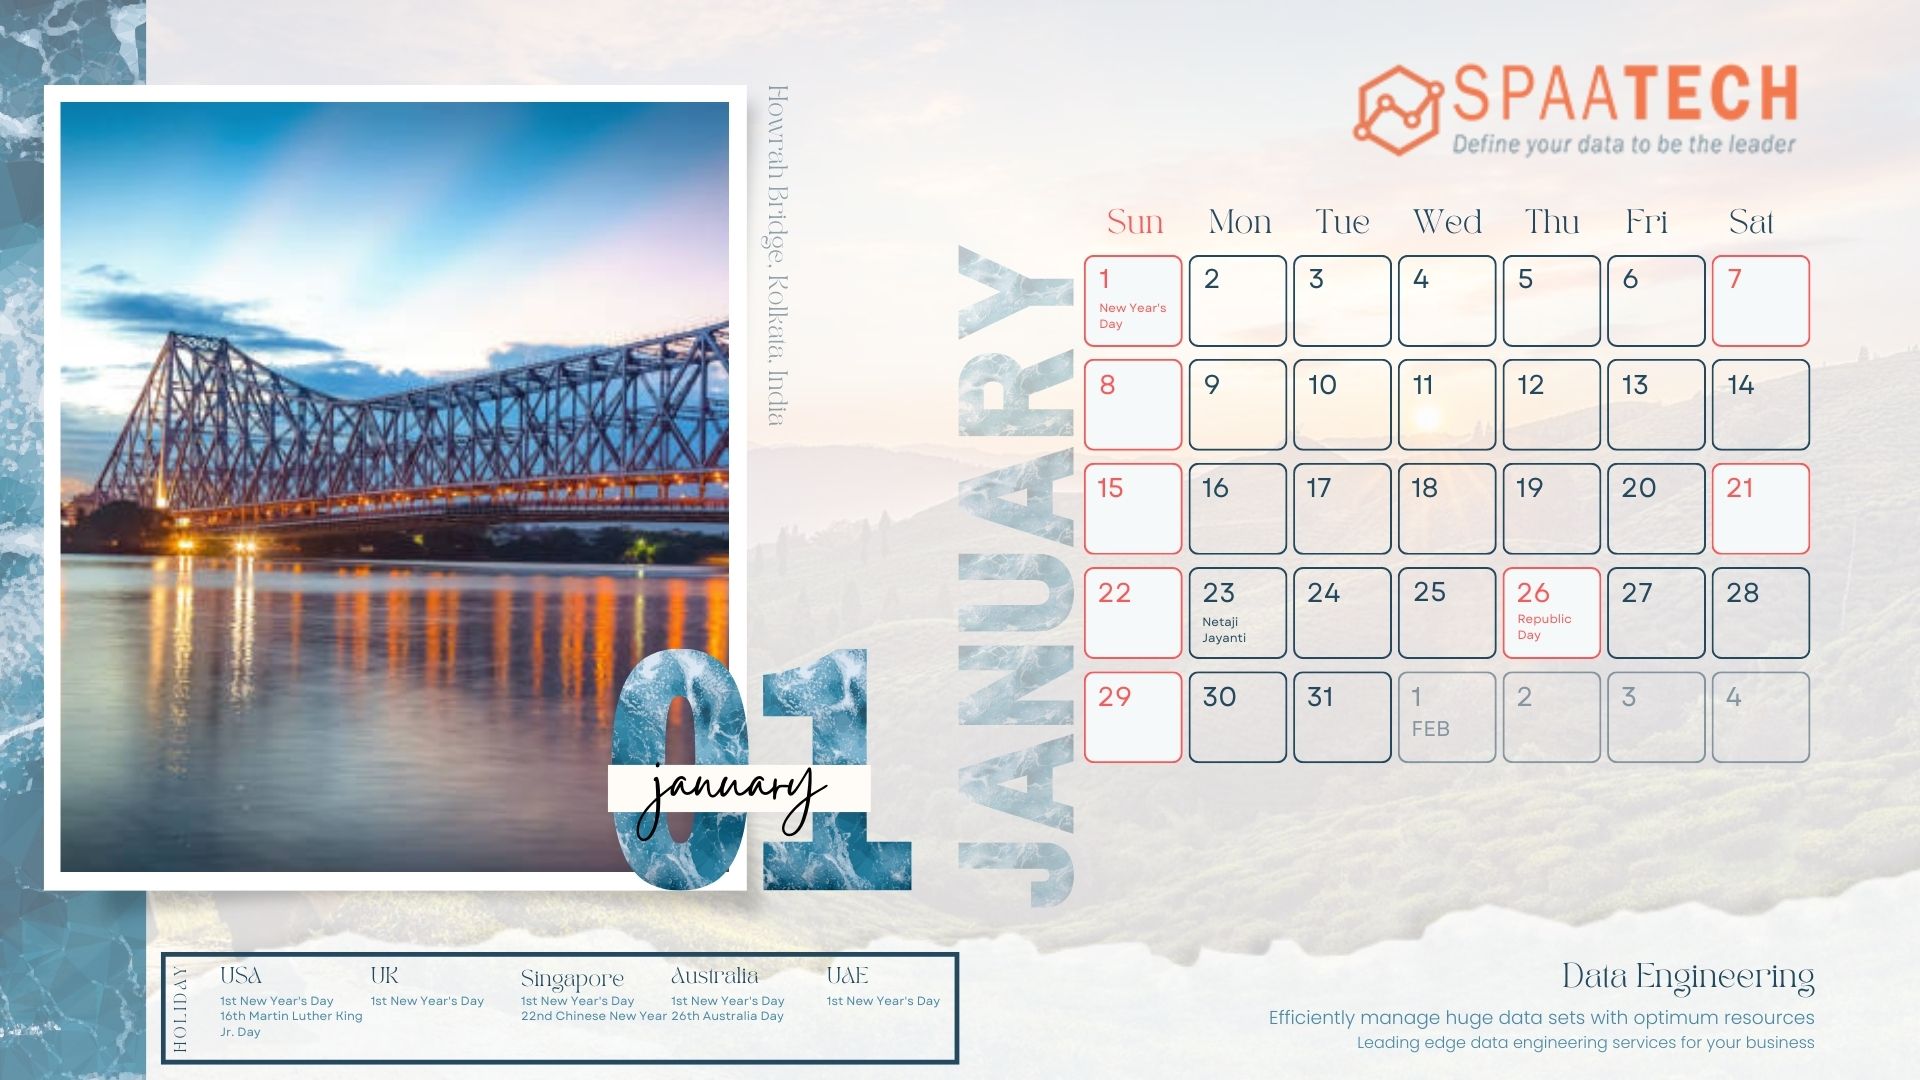 SPAATECH
Define your data to be the leader
Howrah Bridge, Kolkata, India
01
january
JANUARY
Sun Mon Tue Wed Thu Fri Sat
1 2 3 4 5 6 7
New Year's
Day
8 9 10 11 12 13 14
15 16 17 18 19 20 21
22 23 24 25 26 27 28
Netaji
Jayanti
Republic
Day
29 30 31 1 2 3 4
FEB
HOLIDAY
USA
1st New Year's Day
16th Martin Luther King
Jr. Day
UK
1st New Year's Day
Singapore
1st New Year's Day
22nd Chinese New Year
Australia
1st New Year's Day
26th Australia Day
UAE
1st New Year's Day
Data Engineering
Efficiently manage huge data sets with optimum resources
Leading edge data engineering services for your business